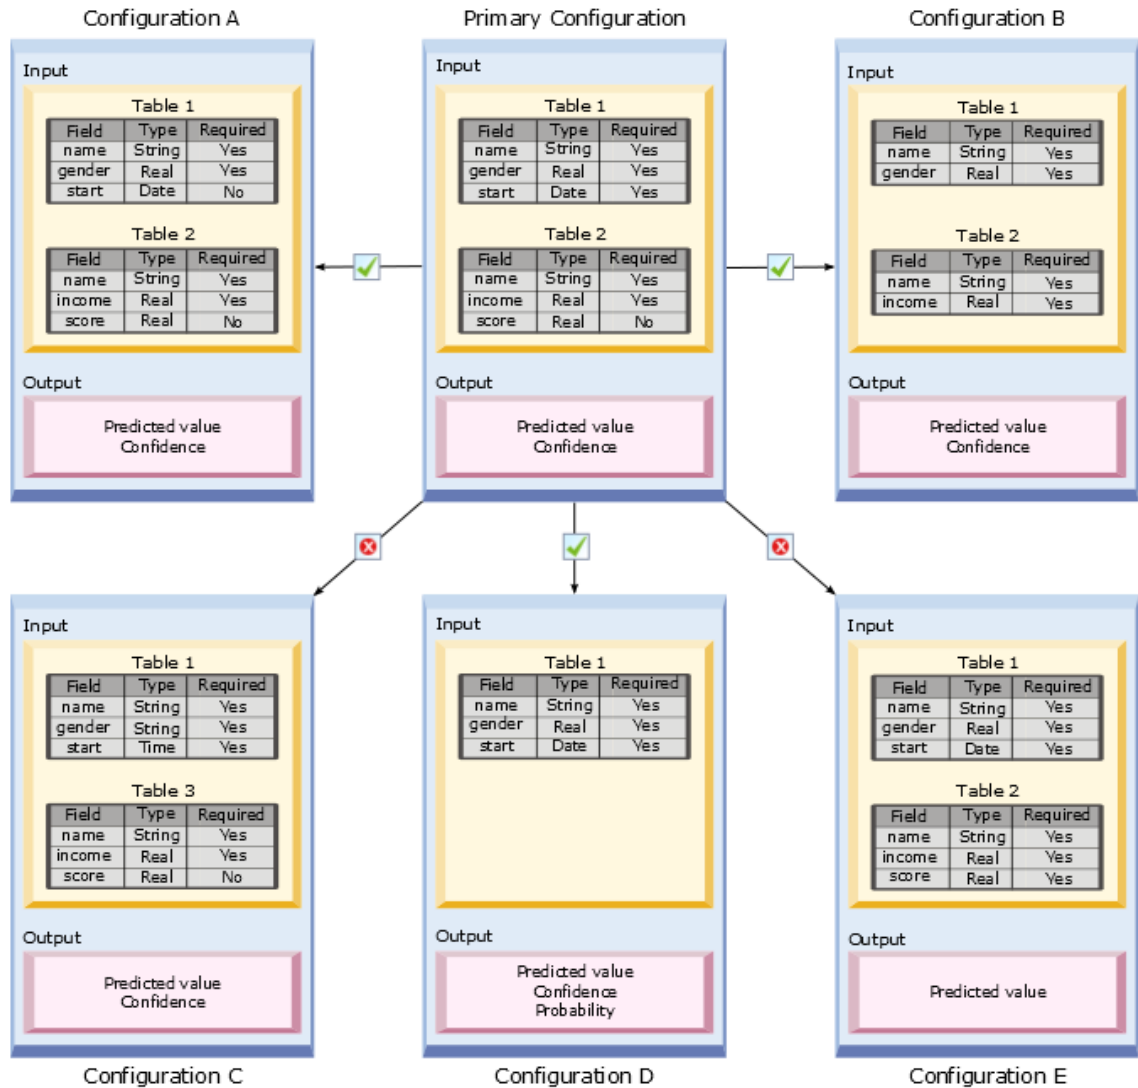 Configuration A
Primary Configuration
Configuration B
Input
Table 1
Field Type Required
name String Yes
gender Real Yes
start Date No
Table 2
Field Type Required
name String Yes
income Real Yes
score Real No
Output
Predicted value
Confidence
Input
Table 1
Field Type Required
name String Yes
gender Real Yes
start Date Yes
Table 2
Field Type Required
name String Yes
income Real Yes
score Real No
Output
Predicted value
Confidence
Input
Table 1
Field Type Required
name String Yes
gender Real Yes
Table 2
Field Type Required
name String Yes
income Real Yes
Output
Predicted value
Confidence
Input
Table 1
Field Type Required
name String Yes
gender String Yes
start Time Yes
Table 3
Field Type Required
name String Yes
income Real Yes
score Real No
Output
Predicted value
Confidence
Configuration C
Input
Table 1
Field Type Required
name String Yes
gender Real Yes
start Date Yes
Output
Predicted value
Confidence
Probability
Configuration D
Input
Table 1
Field Type Required
name String Yes
gender Real Yes
start Date Yes
Table 2
Field Type Required
name String Yes
income Real Yes
score Real Yes
Output
Predicted value
Configuration E